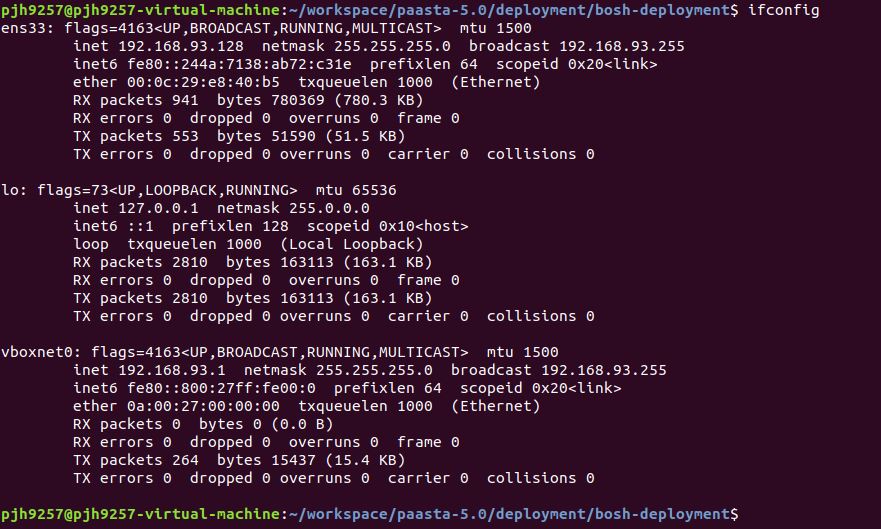 pjh9257@pjh9257-virtual-machine:~/workspace/paasta-5.0/deployment/bosh-deployment$ ifconfig
ens33: flags=4163<UP,BROADCAST,RUNNING,MULTICAST>  mtu 1500
        inet 192.168.93.128  netmask 255.255.255.0  broadcast 192.168.93.255
        inet6 fe80::244a:7138:ab72:c31e  prefixlen 64  scopeid 0x20<link>
        ether 00:0c:29:e8:40:b5  txqueuelen 1000  (Ethernet)
        RX packets 941  bytes 780369 (780.3 KB)
        RX errors 0  dropped 0  overruns 0  frame 0
        TX packets 553  bytes 51590 (51.5 KB)
        TX errors 0  dropped 0 overruns 0  carrier 0  collisions 0

lo: flags=73<UP,LOOPBACK,RUNNING>  mtu 65536
        inet 127.0.0.1  netmask 255.0.0.0
        inet6 ::1  prefixlen 128  scopeid 0x10<host>
        loop  txqueuelen 1000  (Local Loopback)
        RX packets 2810  bytes 163113 (163.1 KB)
        RX errors 0  dropped 0  overruns 0  frame 0
        TX packets 2810  bytes 163113 (163.1 KB)
        TX errors 0  dropped 0 overruns 0  carrier 0  collisions 0

vboxnet0: flags=4163<UP,BROADCAST,RUNNING,MULTICAST>  mtu 1500
        inet 192.168.93.1  netmask 255.255.255.0  broadcast 192.168.93.255
        inet6 fe80::800:27ff:fe00:0  prefixlen 64  scopeid 0x20<link>
        ether 0a:00:27:00:00:00  txqueuelen 1000  (Ethernet)
        RX packets 0  bytes 0 (0.0 B)
        RX errors 0  dropped 0  overruns 0  frame 0
        TX packets 264  bytes 15437 (15.4 KB)
        TX errors 0  dropped 0 overruns 0  carrier 0  collisions 0

pjh9257@pjh9257-virtual-machine:~/workspace/paasta-5.0/deployment/bosh-deployment$